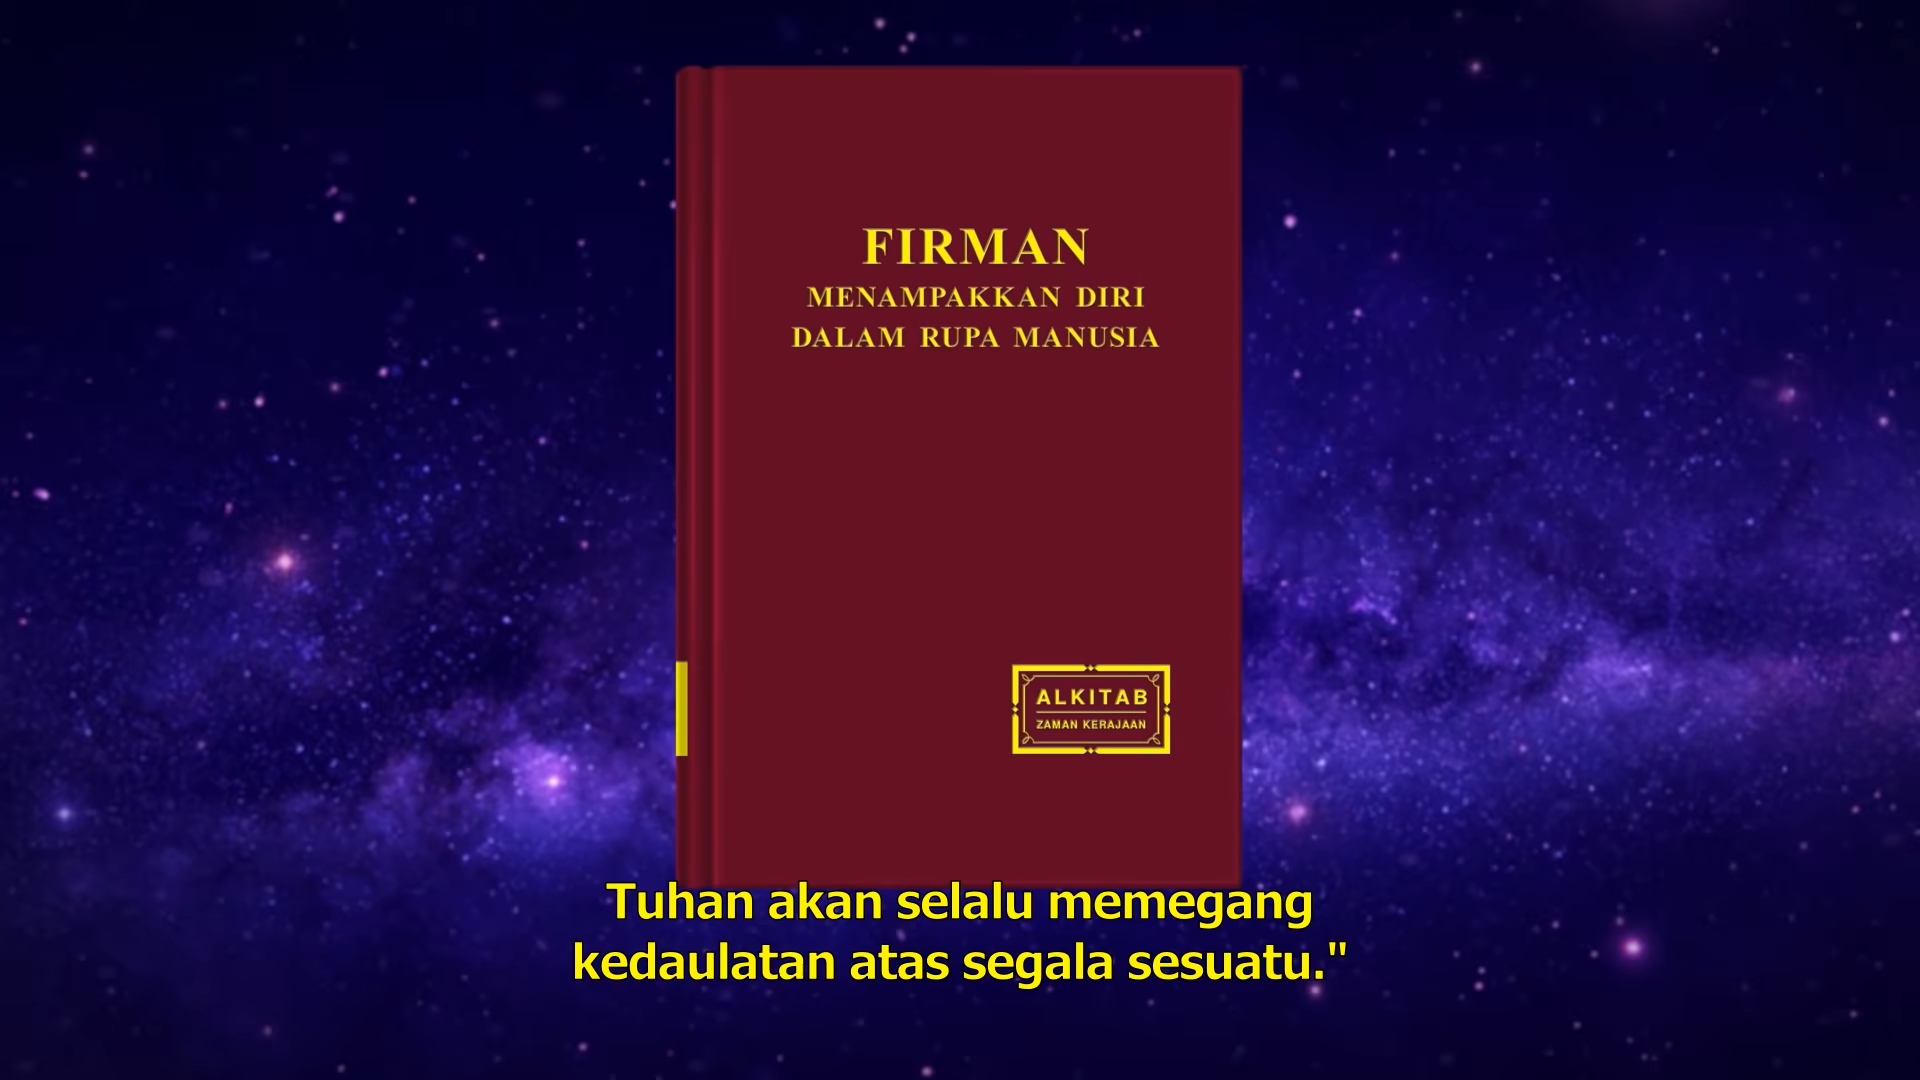 FIRMAN
MENAMPAKKAN DIRI
DALAM RUPA MANUSIA
ALKITAB
ZAMAN KERAJAAN
Tuhan akan selalu memegang
kedaulatan atas segala sesuatu."